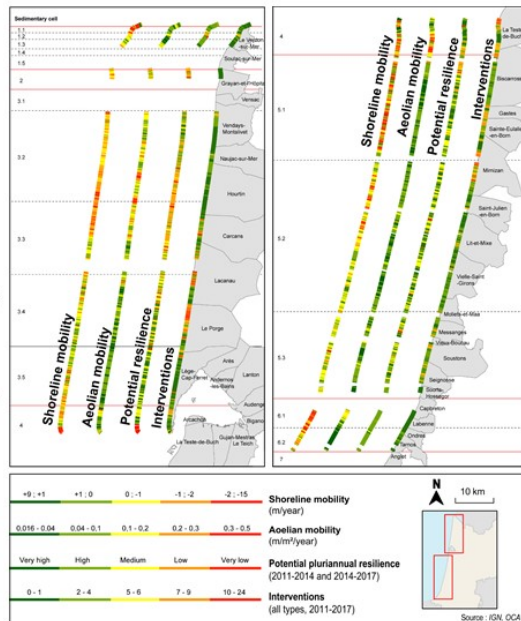 Sedimentary cell
1.1
1.2
1.3
1.4
1.5
2
3.1
3.2
3.3
3.4
3.5
4
Le Verdon
-sur-Mer
Soulac-sur-Mer
Grayan-et-l'Hôpital
Vensac
Vendays-
Montalivet
Naujac-sur-Mer
Hourtin
Carcans
Lacanau
Le Porge
Lège-
Cap-Ferret
Arès
Andernos
-les-Bains
Lanton
Audenge
Biganos
Arcachon
La Teste-de-Buch
Gujan-Mestras
Le Teich
Shoreline mobility
Aeolian mobility
Potential resilience
Interventions
4
5.1
5.2
5.3
6.1
6.2
7
La Teste
-de-Buch
Biscarrosse
Gastes
Sainte-Eulalie
-en-Born
Mimizan
Saint-Julien
-en-Born
Lit-et-Mixe
Vielle-Saint
-Girons
Moliets-et-Maa
Messanges
Vieux-Boucau
Soustons
Seignosse
Soorts-
Hossegor
Capbreton
Labenne
Ondres
Tarnos
Anglet
Shoreline mobility
Aeolian mobility
Potential resilience
Interventions
+9 ; +1 +1 ; 0 0 ; -1 -1 ; -2 -2 ; -15
Shoreline mobility
(m/year)
0.016 - 0.04 0.04 - 0.1 0.1 - 0.2 0.2 - 0.3 0.3 - 0.5
Aeolian mobility
(m/m²/year)
Very high High Medium Low Very low
Potential pluriannual resilience
(2011-2014 and 2014-2017)
0 - 1 2 - 4 5 - 6 7 - 9 10 - 24
Interventions
(all types, 2011-2017)
N
10 km
Source : IGN, OCA